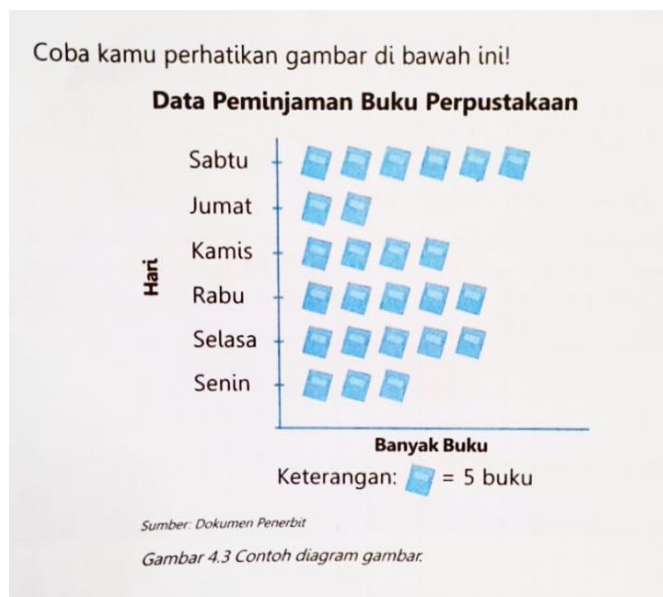 Coba kamu perhatikan gambar di bawah ini!
Data Peminjaman Buku Perpustakaan
Sabtu
Jumat
Kamis
Hari
Rabu
Selasa
Senin
Banyak Buku
Keterangan: = 5 buku
Sumber: Dokumen Penerbit
Gambar 4.3 Contoh diagram gambar.